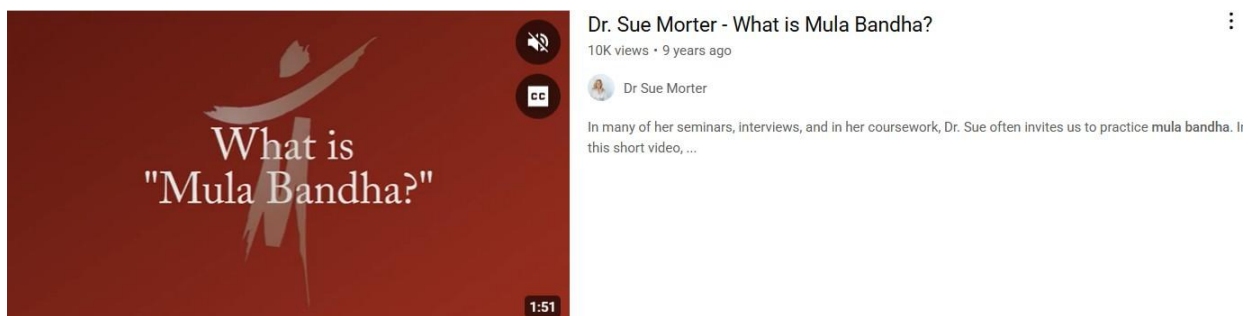 What is
"Mula Bandha?"
CC
1:51
Dr. Sue Morter - What is Mula Bandha?
10K views • 9 years ago
Dr Sue Morter
In many of her seminars, interviews, and in her coursework, Dr. Sue often invites us to practice mula bandha. In
this short video, ...